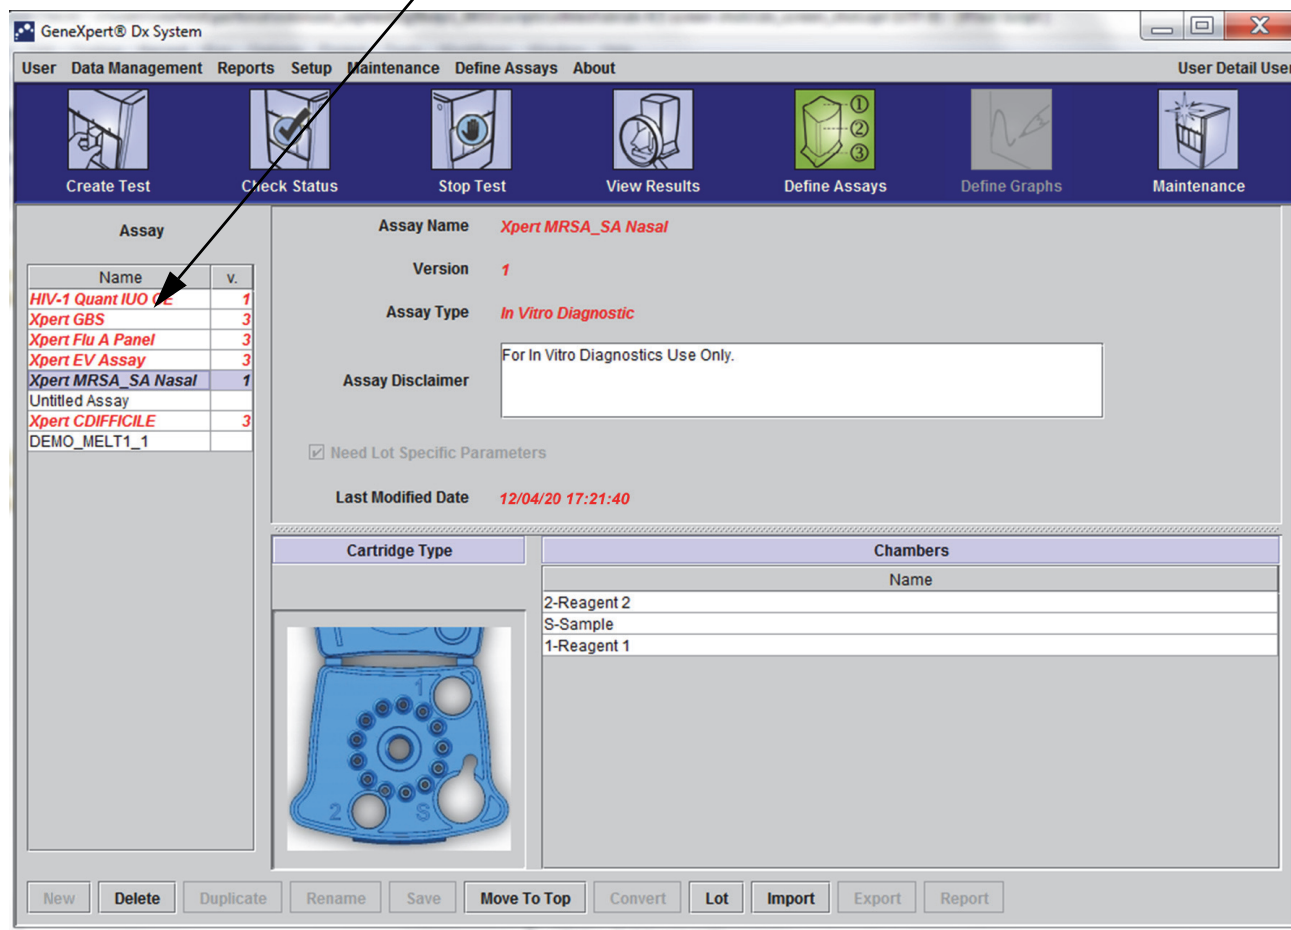 GeneXpert® Dx System
User Data Management Reports Setup Maintenance Define Assays About User Detail User
① ② ③
Create Test Check Status Stop Test View Results Define Assays Define Graphs Maintenance
Assay
Name v.
HIV-1 Quant IUO CE 1
Xpert GBS 3
Xpert Flu A Panel 3
Xpert EV Assay 3
Xpert MRSA_SA Nasal 1
Untitled Assay
Xpert CDIFFICILE 3
DEMO_MELT1_1
Assay Name Xpert MRSA_SA Nasal
Version 1
Assay Type In Vitro Diagnostic
Assay Disclaimer For In Vitro Diagnostics Use Only.
Need Lot Specific Parameters
Last Modified Date 12/04/20 17:21:40
Cartridge Type
1
2 S
Chambers
Name
2-Reagent 2
S-Sample
1-Reagent 1
New Delete Duplicate Rename Save Move To Top Convert Lot Import Export Report